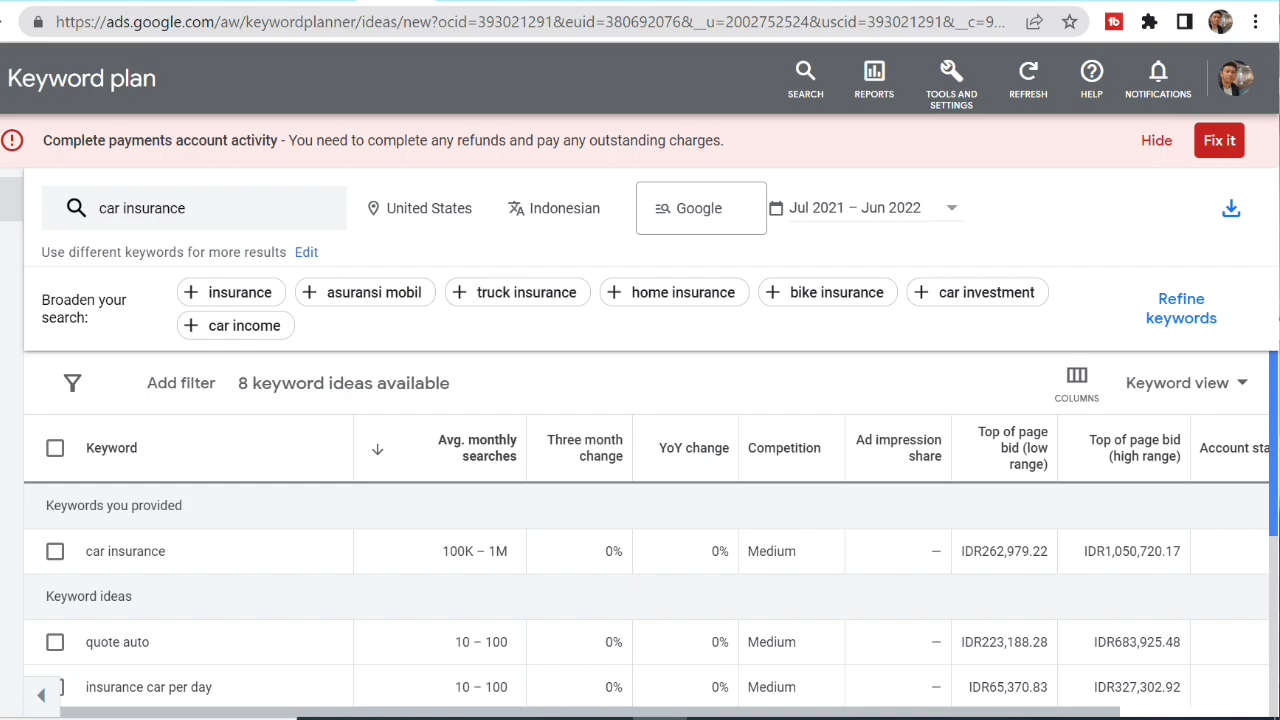 https://ads.google.com/aw/keywordplanner/ideas/new?ocid=393021291&euid=380692076&__u=2002752524&uscid=393021291&__c=9...
Keyword plan
SEARCH
REPORTS
TOOLS AND
SETTINGS
REFRESH
HELP
NOTIFICATIONS
Complete payments account activity - You need to complete any refunds and pay any outstanding charges.
Hide
Fix it
car insurance
United States
Indonesian
Google
Jul 2021 – Jun 2022
Use different keywords for more results Edit
Broaden your
search:
insurance
asuransi mobil
truck insurance
home insurance
bike insurance
car investment
car income
Refine
keywords
Add filter
8 keyword ideas available
COLUMNS
Keyword view
Keyword
Avg. monthly
searches
Three month
change
YoY change
Competition
Ad impression
share
Top of page
bid (low
range)
Top of page bid
(high range)
Account sta
Keywords you provided
car insurance 100K – 1M 0% 0% Medium — IDR262,979.22 IDR1,050,720.17
Keyword ideas
quote auto 10 – 100 0% 0% Medium — IDR223,188.28 IDR683,925.48
insurance car per day 10 – 100 0% 0% Medium — IDR65,370.83 IDR327,302.92